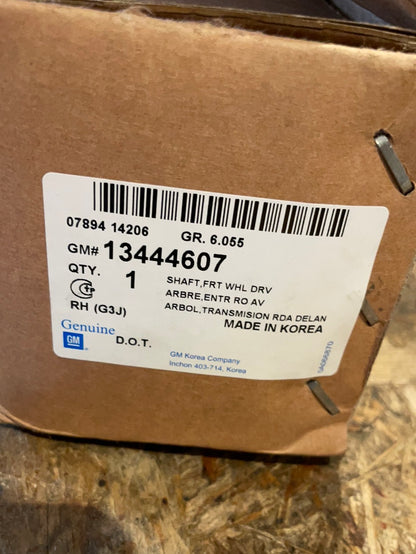 07894 14206 GR. 6.055
GM# 13444607
QTY. 1 SHAFT,FRT WHL DRV
ARBRE,ENTR RO AV
RH (G3J) ARBOL,TRANSMISION RDA DELAN
MADE IN KOREA
Genuine
GM D.O.T.
GM Korea Company
Inchon 403-714, Korea
SA066870